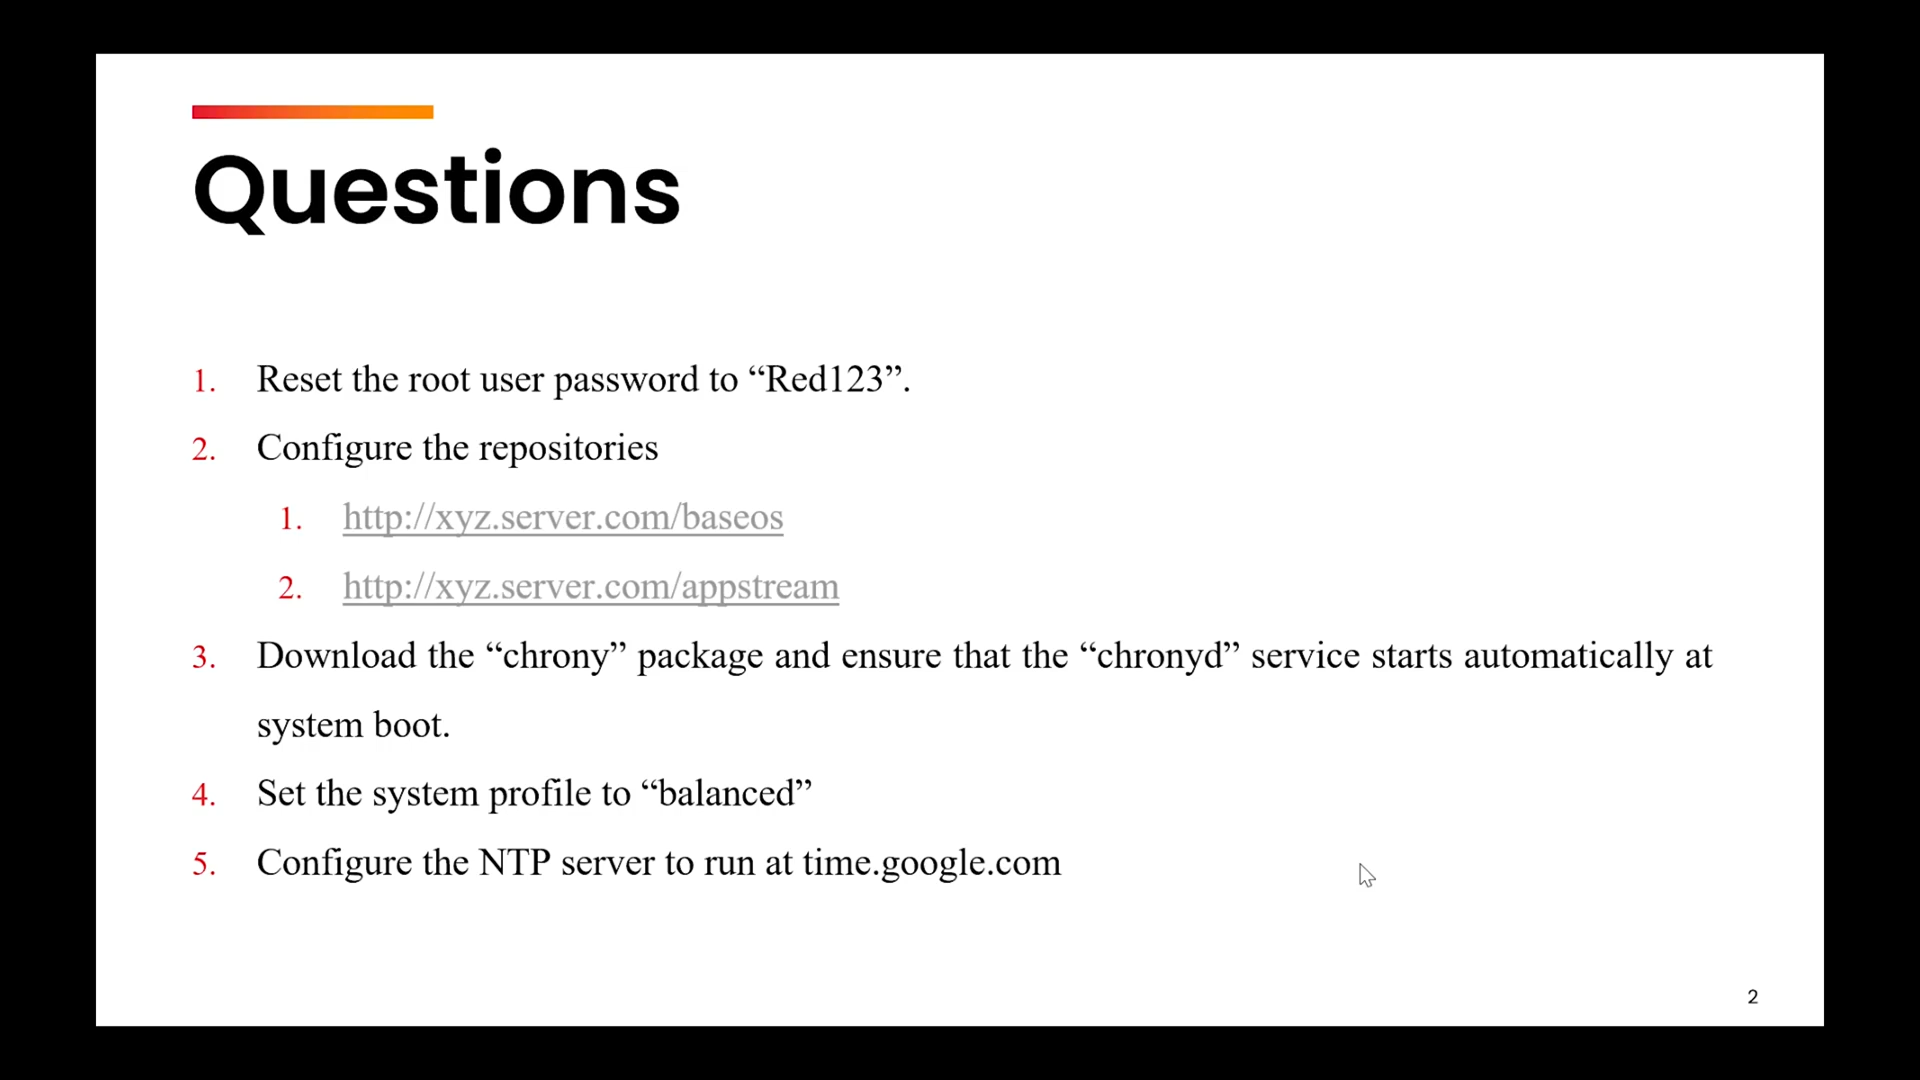 Questions
1. Reset the root user password to “Red123”.
2. Configure the repositories
1. http://xyz.server.com/baseos
2. http://xyz.server.com/appstream
3. Download the “chrony” package and ensure that the “chronyd” service starts automatically at
system boot.
4. Set the system profile to “balanced”
5. Configure the NTP server to run at time.google.com
2